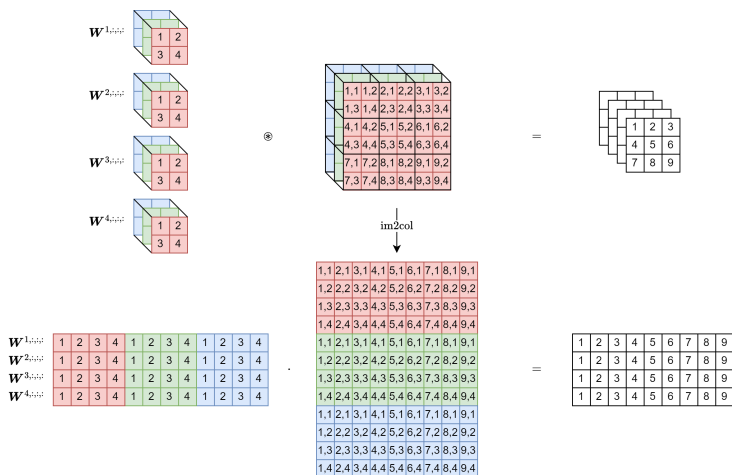 W1,:,:,:
1 2
3 4
W2,:,:,:
1 2
3 4
W3,:,:,:
1 2
3 4
W4,:,:,:
1 2
3 4
⊛
1,1 1,2 2,1 2,2 3,1 3,2
1,3 1,4 2,3 2,4 3,3 3,4
4,1 4,2 5,1 5,2 6,1 6,2
4,3 4,4 5,3 5,4 6,3 6,4
7,1 7,2 8,1 8,2 9,1 9,2
7,3 7,4 8,3 8,4 9,3 9,4
=
1 2 3
4 5 6
7 8 9
im2col
W1,:,:,: 1 2 3 4 1 2 3 4 1 2 3 4
W2,:,:,: 1 2 3 4 1 2 3 4 1 2 3 4
W3,:,:,: 1 2 3 4 1 2 3 4 1 2 3 4
W4,:,:,: 1 2 3 4 1 2 3 4 1 2 3 4
·
1,1 2,1 3,1 4,1 5,1 6,1 7,1 8,1 9,1
1,2 2,2 3,2 4,2 5,2 6,2 7,2 8,2 9,2
1,3 2,3 3,3 4,3 5,3 6,3 7,3 8,3 9,3
1,4 2,4 3,4 4,4 5,4 6,4 7,4 8,4 9,4
1,1 2,1 3,1 4,1 5,1 6,1 7,1 8,1 9,1
1,2 2,2 3,2 4,2 5,2 6,2 7,2 8,2 9,2
1,3 2,3 3,3 4,3 5,3 6,3 7,3 8,3 9,3
1,4 2,4 3,4 4,4 5,4 6,4 7,4 8,4 9,4
1,1 2,1 3,1 4,1 5,1 6,1 7,1 8,1 9,1
1,2 2,2 3,2 4,2 5,2 6,2 7,2 8,2 9,2
1,3 2,3 3,3 4,3 5,3 6,3 7,3 8,3 9,3
1,4 2,4 3,4 4,4 5,4 6,4 7,4 8,4 9,4
=
1 2 3 4 5 6 7 8 9
1 2 3 4 5 6 7 8 9
1 2 3 4 5 6 7 8 9
1 2 3 4 5 6 7 8 9